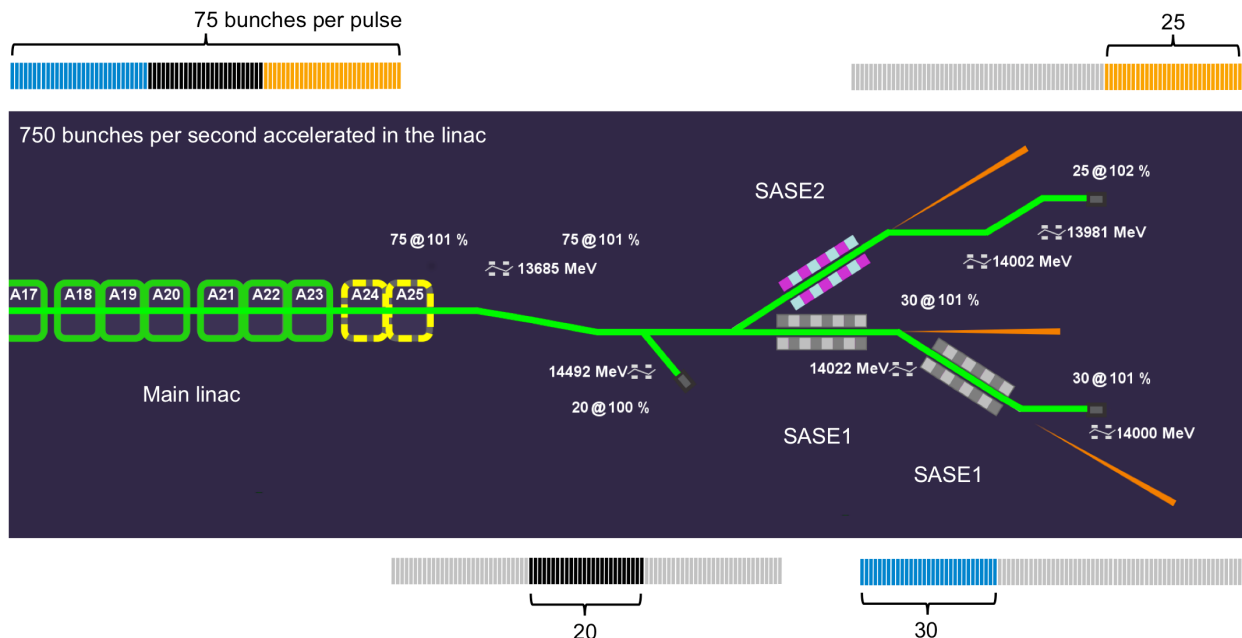 75 bunches per pulse
25
750 bunches per second accelerated in the linac
25 @ 102 %
SASE2
75 @ 101 %
75 @ 101 %
13981 MeV
13685 MeV
14002 MeV
A17
A18
A19
A20
A21
A22
A23
A24
A25
30 @ 101 %
14492 MeV
14022 MeV
30 @ 101 %
Main linac
20 @ 100 %
14000 MeV
SASE1
SASE1
20
30